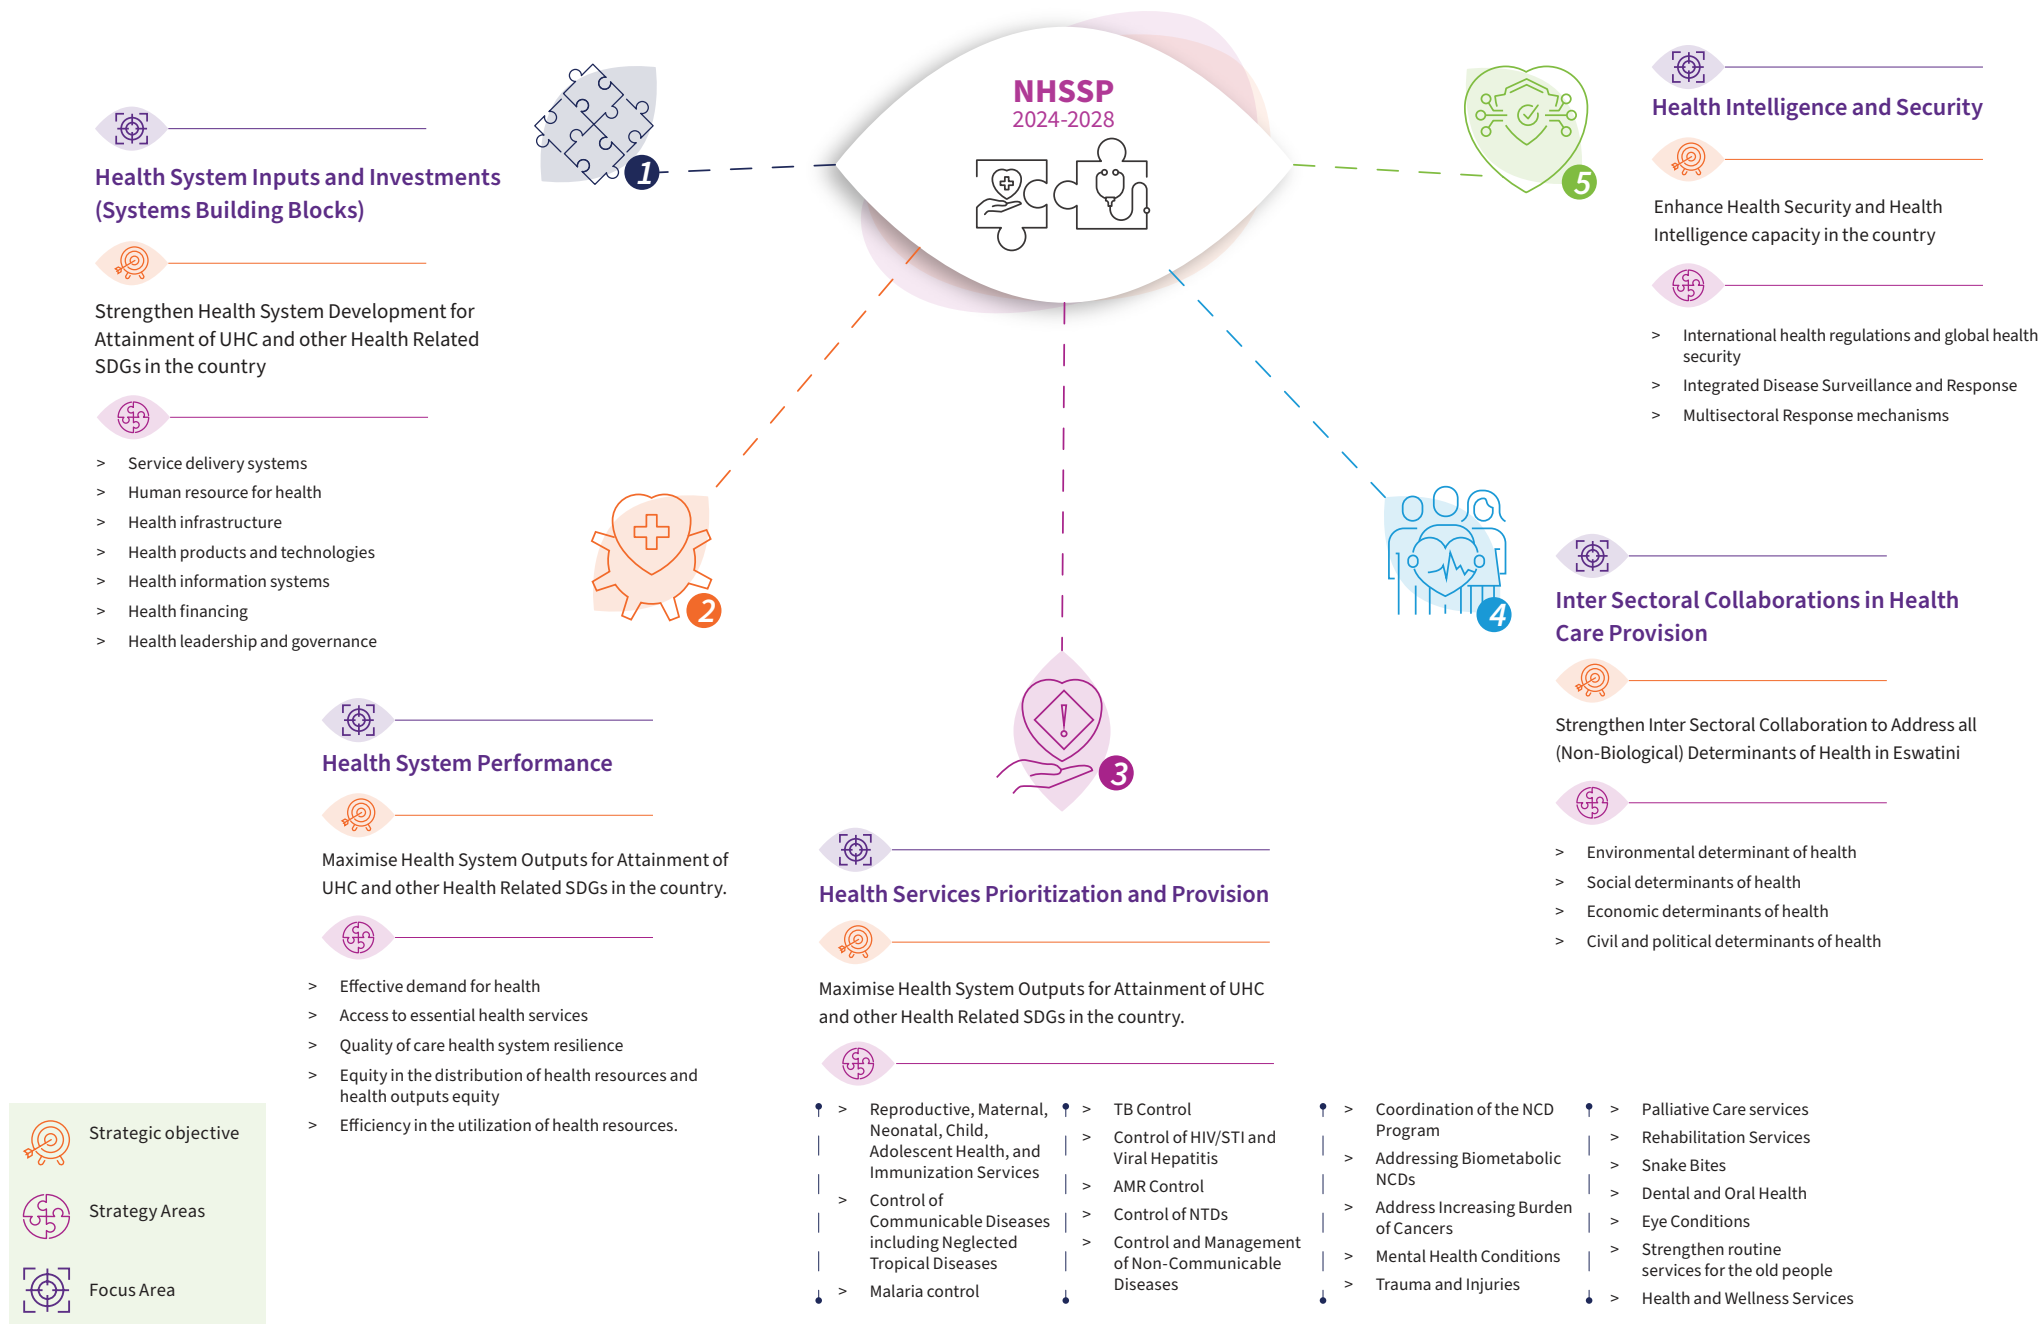 NHSSP
2024-2028
1
Health System Inputs and Investments
(Systems Building Blocks)
Strengthen Health System Development for
Attainment of UHC and other Health Related
SDGs in the country
> Service delivery systems
> Human resource for health
> Health infrastructure
> Health products and technologies
> Health information systems
> Health financing
> Health leadership and governance
2
Health System Performance
Maximise Health System Outputs for Attainment of
UHC and other Health Related SDGs in the country.
> Effective demand for health
> Access to essential health services
> Quality of care health system resilience
> Equity in the distribution of health resources and
health outputs equity
> Efficiency in the utilization of health resources.
3
Health Services Prioritization and Provision
Maximise Health System Outputs for Attainment of UHC
and other Health Related SDGs in the country.
> Reproductive, Maternal,
Neonatal, Child,
Adolescent Health, and
Immunization Services
> Control of
Communicable Diseases
including Neglected
Tropical Diseases
> Malaria control
> TB Control
> Control of HIV/STI and
Viral Hepatitis
> AMR Control
> Control of NTDs
> Control and Management
of Non-Communicable
Diseases
> Coordination of the NCD
Program
> Addressing Biometabolic
NCDs
> Address Increasing Burden
of Cancers
> Mental Health Conditions
> Trauma and Injuries
> Palliative Care services
> Rehabilitation Services
> Snake Bites
> Dental and Oral Health
> Eye Conditions
> Strengthen routine
services for the old people
> Health and Wellness Services
4
Inter Sectoral Collaborations in Health
Care Provision
Strengthen Inter Sectoral Collaboration to Address all
(Non-Biological) Determinants of Health in Eswatini
> Environmental determinant of health
> Social determinants of health
> Economic determinants of health
> Civil and political determinants of health
5
Health Intelligence and Security
Enhance Health Security and Health
Intelligence capacity in the country
> International health regulations and global health
security
> Integrated Disease Surveillance and Response
> Multisectoral Response mechanisms
Strategic objective
Strategy Areas
Focus Area